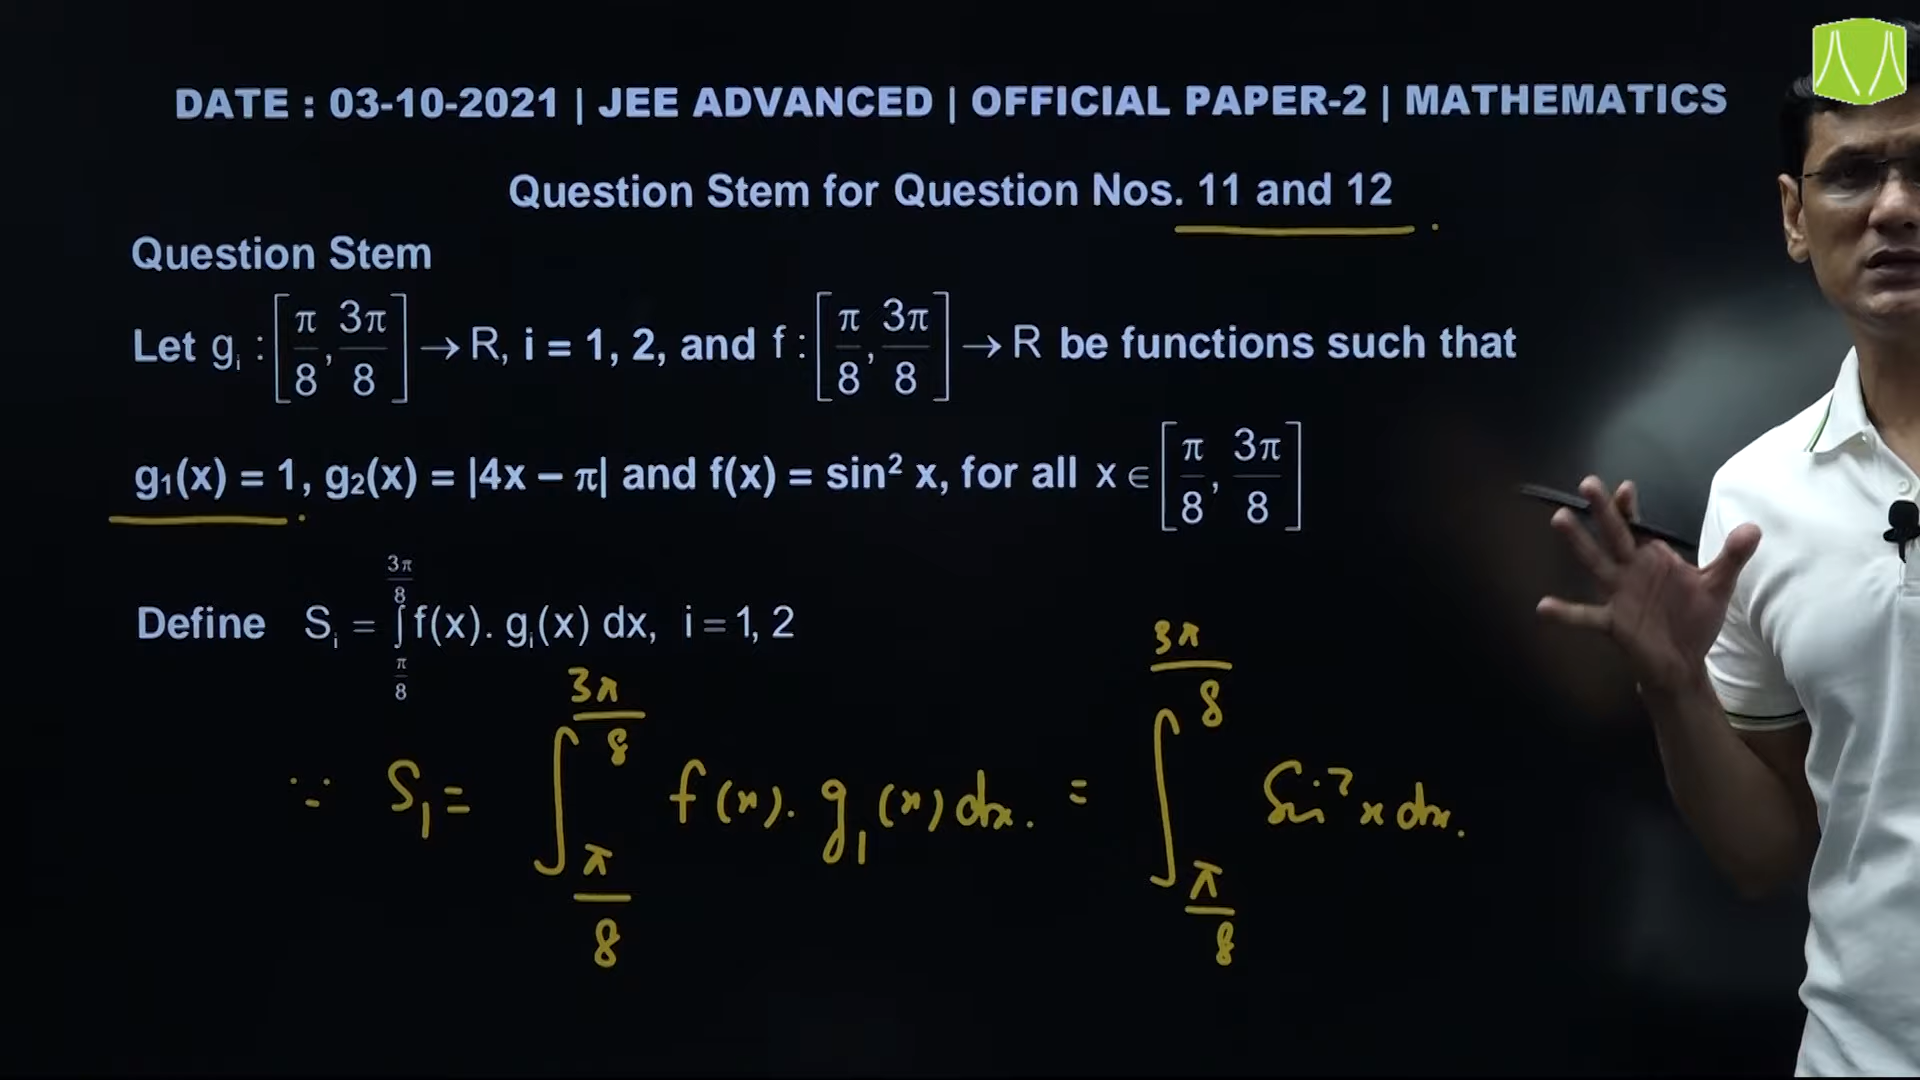 DATE : 03-10-2021 | JEE ADVANCED | OFFICIAL PAPER-2 | MATHEMATICS
Question Stem for Question Nos. 11 and 12
Question Stem
Let gᵢ : [π/8, 3π/8] → R, i = 1, 2, and f : [π/8, 3π/8] → R be functions such that
g₁(x) = 1, g₂(x) = |4x – π| and f(x) = sin² x, for all x ∈ [π/8, 3π/8]
Define Sᵢ = ∫_{π/8}^{3π/8} f(x). gᵢ(x) dx, i = 1, 2
∵ S₁ = ∫_{π/8}^{3π/8} f(x). g₁(x) dx. = ∫_{π/8}^{3π/8} Sin²x dx.